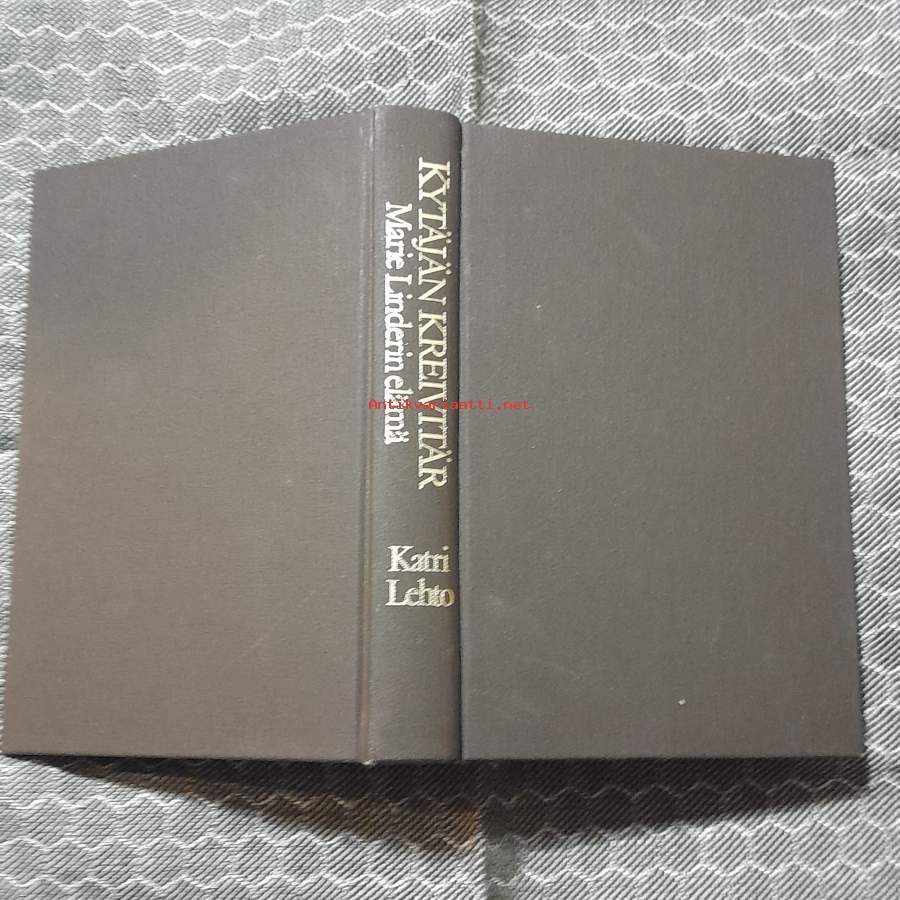 KYTÄJÄN KREIVITÄR
Marie Linderin elämä
Antikvariaatti.net
Katri
Lehto